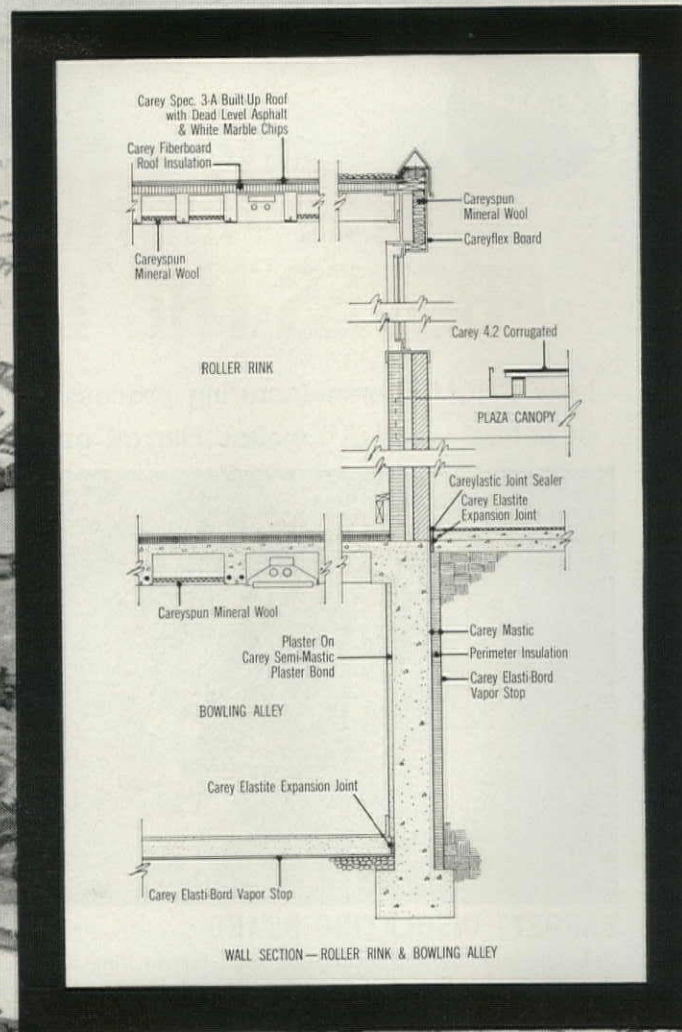 Carey Spec. 3-A Built-Up Roof
with Dead Level Asphalt
& White Marble Chips
Carey Fiberboard
Roof Insulation
Careyspun
Mineral Wool
Careyflex Board
Careyspun
Mineral Wool
Carey 4.2 Corrugated
ROLLER RINK
PLAZA CANOPY
Careylastic Joint Sealer
Carey Elastite
Expansion Joint
Careyspun Mineral Wool
Carey Mastic
Plaster On
Carey Semi-Mastic
Plaster Bond
Perimeter Insulation
Carey Elasti-Bord
Vapor Stop
BOWLING ALLEY
Carey Elastite Expansion Joint
Carey Elasti-Bord Vapor Stop
WALL SECTION — ROLLER RINK & BOWLING ALLEY